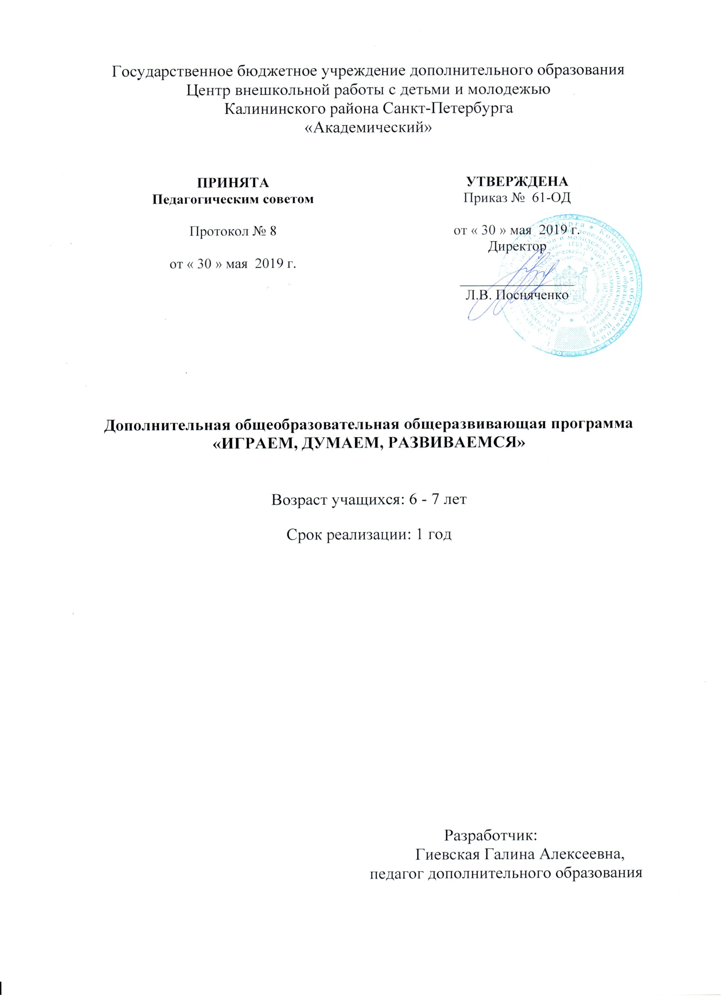 Государственное бюджетное учреждение дополнительного образования
Центр внешкольной работы с детьми и молодежью
Калининского района Санкт-Петербурга
«Академический»
ПРИНЯТА
Педагогическим советом
Протокол № 8
от « 30 » мая 2019 г.
УТВЕРЖДЕНА
Приказ № 61-ОД
от « 30 » мая 2019 г.
Директор
Л.В. Посняченко
Дополнительная общеобразовательная общеразвивающая программа
«ИГРАЕМ, ДУМАЕМ, РАЗВИВАЕМСЯ»
Возраст учащихся: 6 - 7 лет
Срок реализации: 1 год
Разработчик:
Гиевская Галина Алексеевна,
педагог дополнительного образования